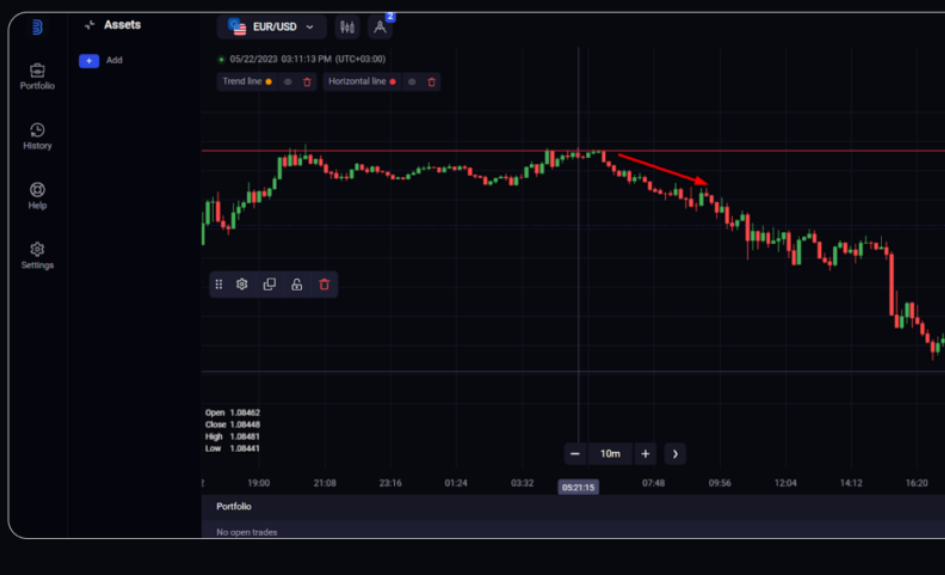 Assets
EUR/USD
2
Add
05/22/2023 03:11:13 PM (UTC+03:00)
Trend line
Horizontal line
Portfolio
History
Help
Settings
Open 1.08462
Close 1.08448
High 1.08481
Low 1.08441
10m
2 19:00 21:08 23:16 01:24 03:32 05:21:15 07:48 09:56 12:04 14:12 16:20
Portfolio
No open trades